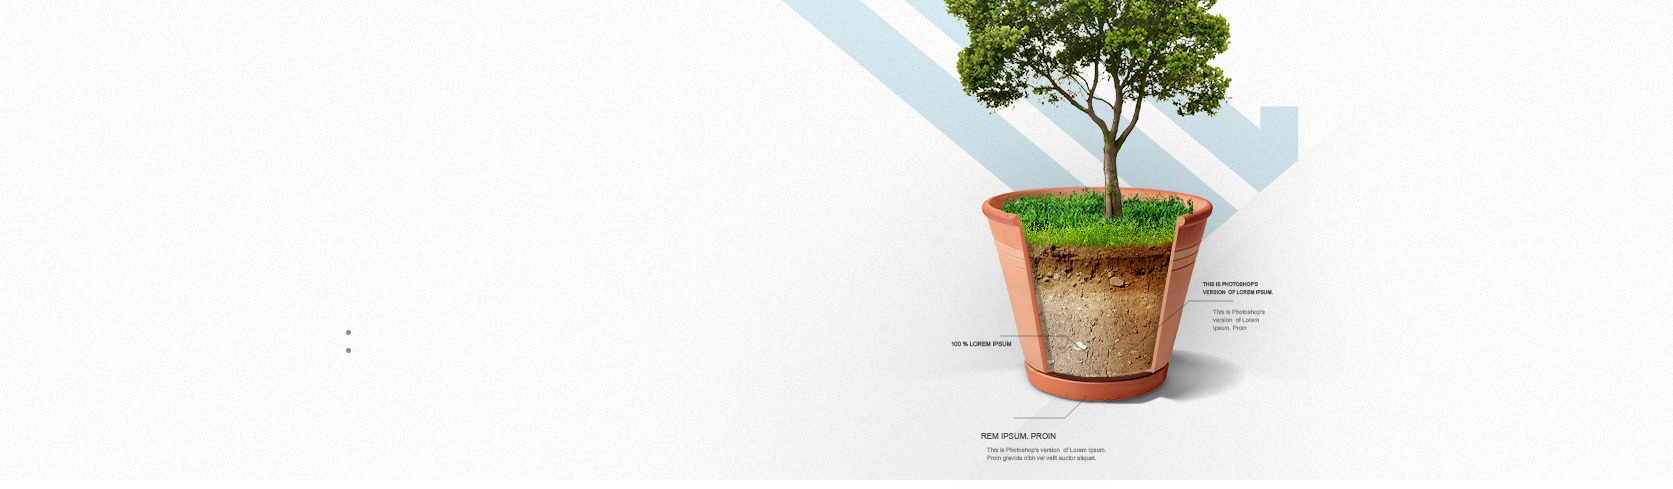 THIS IS PHOTOSHOP'S
VERSION OF LOREM IPSUM.
This is Photoshop's
version of Lorem
Ipsum. Proin
100 % LOREM IPSUM
REM IPSUM. PROIN
This is Photoshop's version of Lorem Ipsum.
Proin gravida nibh vel velit auctor aliquet.